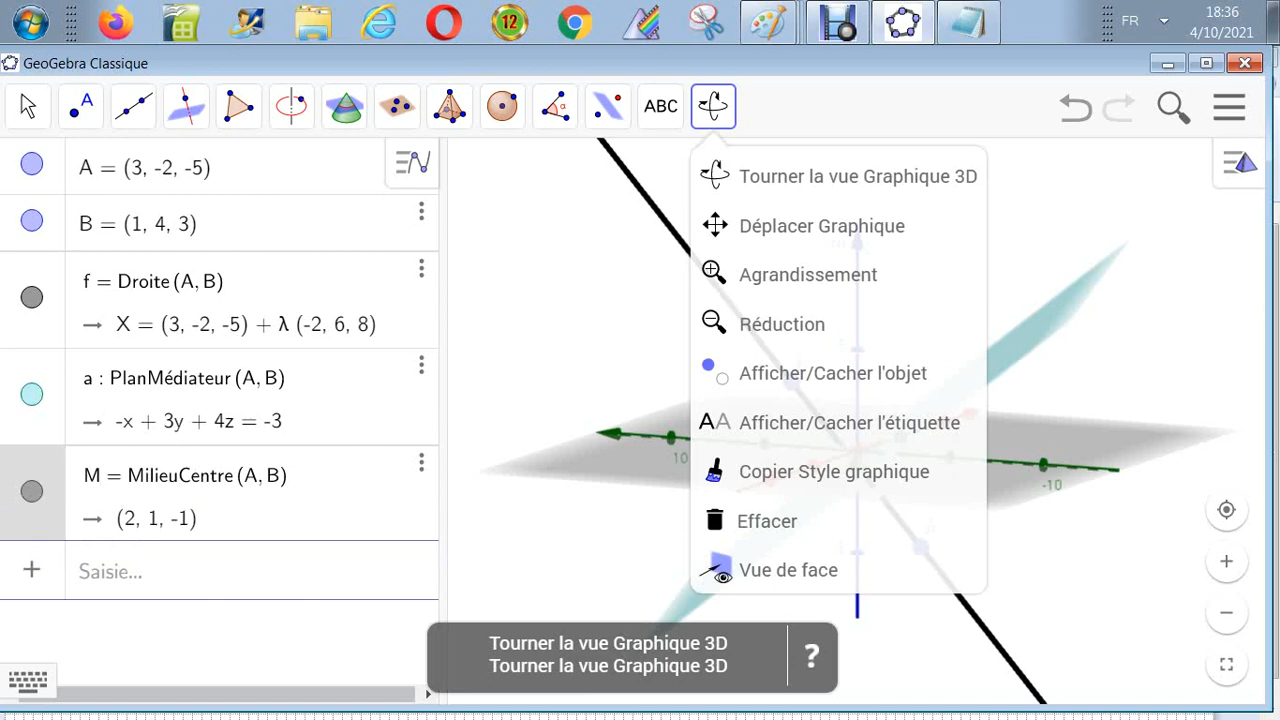 12
FR
18:36
4/10/2021
GeoGebra Classique
A
ABC
A = (3, -2, -5)
B = (1, 4, 3)
f = Droite (A, B)
→ X = (3, -2, -5) + λ (-2, 6, 8)
a : PlanMédiateur (A, B)
→ -x + 3y + 4z = -3
M = MilieuCentre (A, B)
→ (2, 1, -1)
+ Saisie...
Tourner la vue Graphique 3D
Déplacer Graphique
Agrandissement
Réduction
Afficher/Cacher l'objet
AA Afficher/Cacher l'étiquette
Copier Style graphique
Effacer
Vue de face
10
-10
Tourner la vue Graphique 3D
Tourner la vue Graphique 3D
?